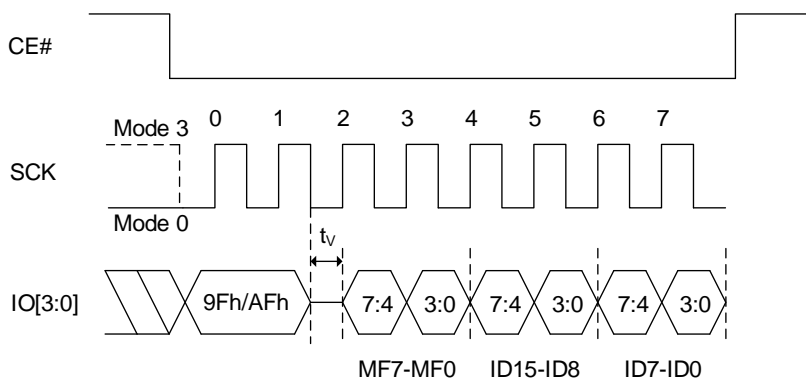 CE#
0 1 2 3 4 5 6 7
Mode 3
SCK
Mode 0
tV
IO[3:0]
9Fh/AFh 7:4 3:0 7:4 3:0 7:4 3:0
MF7-MF0 ID15-ID8 ID7-ID0